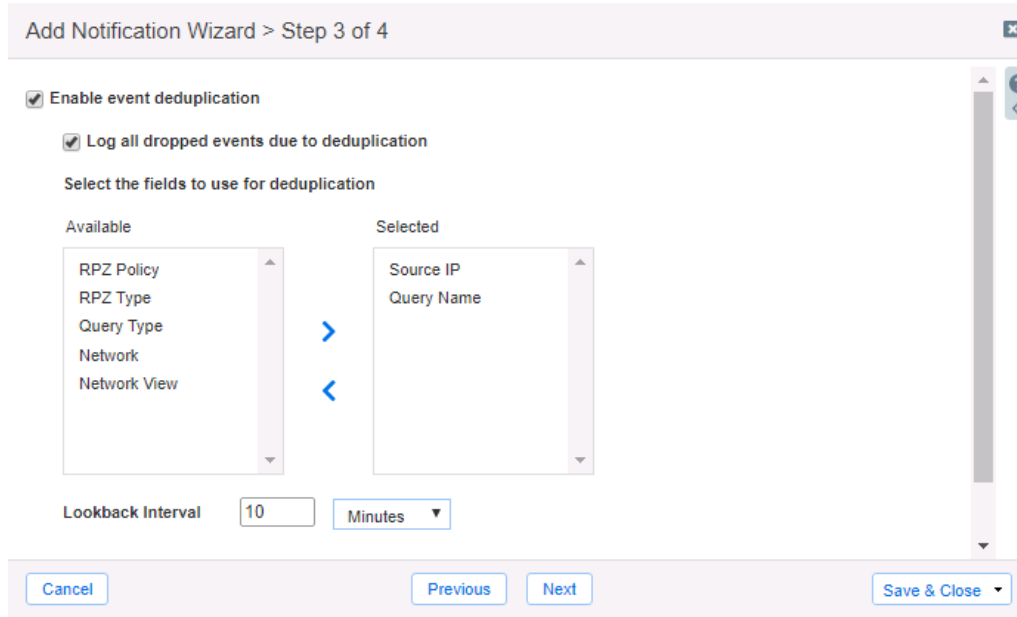 Add Notification Wizard > Step 3 of 4
Enable event deduplication
Log all dropped events due to deduplication
Select the fields to use for deduplication
Available
Selected
RPZ Policy
RPZ Type
Query Type
Network
Network View
Source IP
Query Name
Lookback Interval 10 Minutes
Cancel Previous Next Save & Close